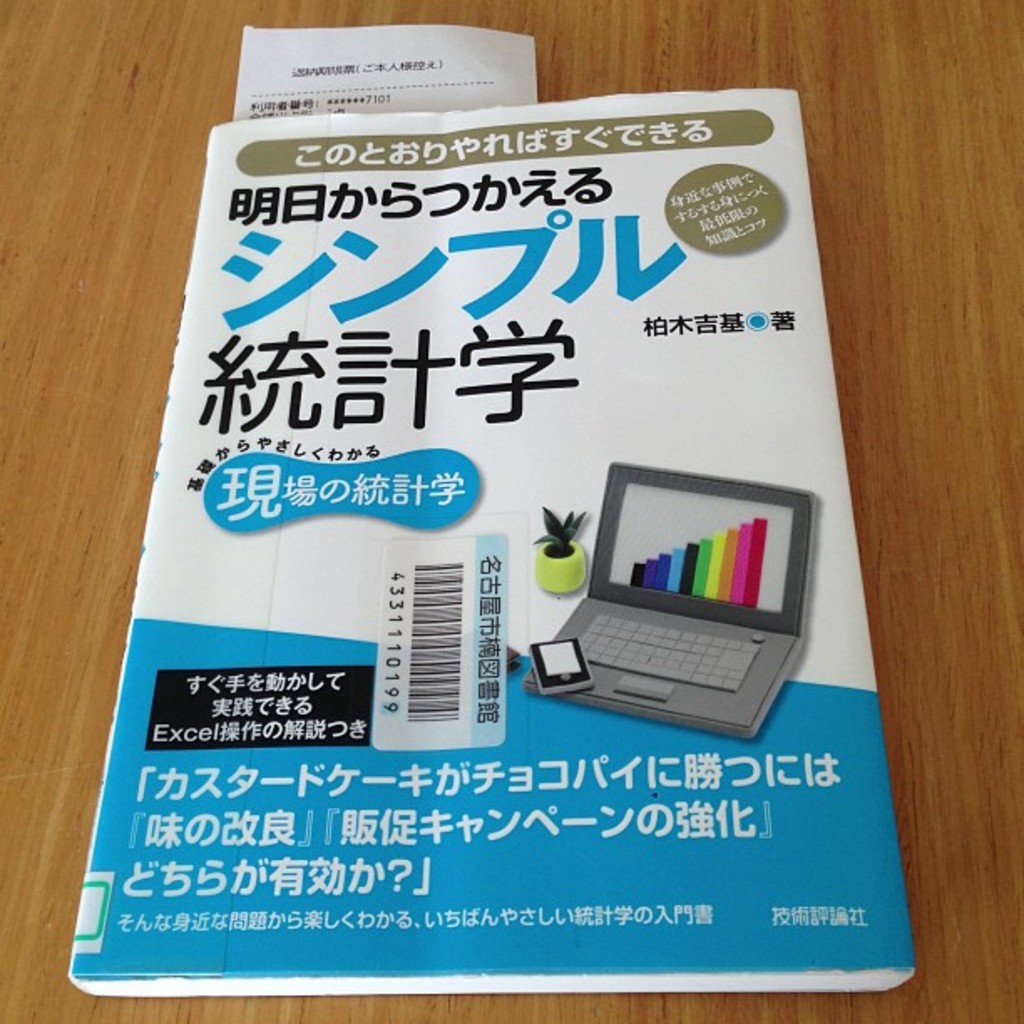 返納期限票(ご本人様控え)
利用者番号: ******7101
このとおりやればすぐできる
明日からつかえる
シンプル
統計学
身近な事例で
するする身につく
最低限の
知識とコツ
柏木吉基◉著
基礎からやさしくわかる
現場の統計学
名古屋市楠図書館
4331110199
すぐ手を動かして
実践できる
Excel操作の解説つき
「カスタードケーキがチョコパイに勝つには
『味の改良』『販促キャンペーンの強化』
どちらが有効か?」
そんな身近な問題から楽しくわかる、いちばんやさしい統計学の入門書
技術評論社